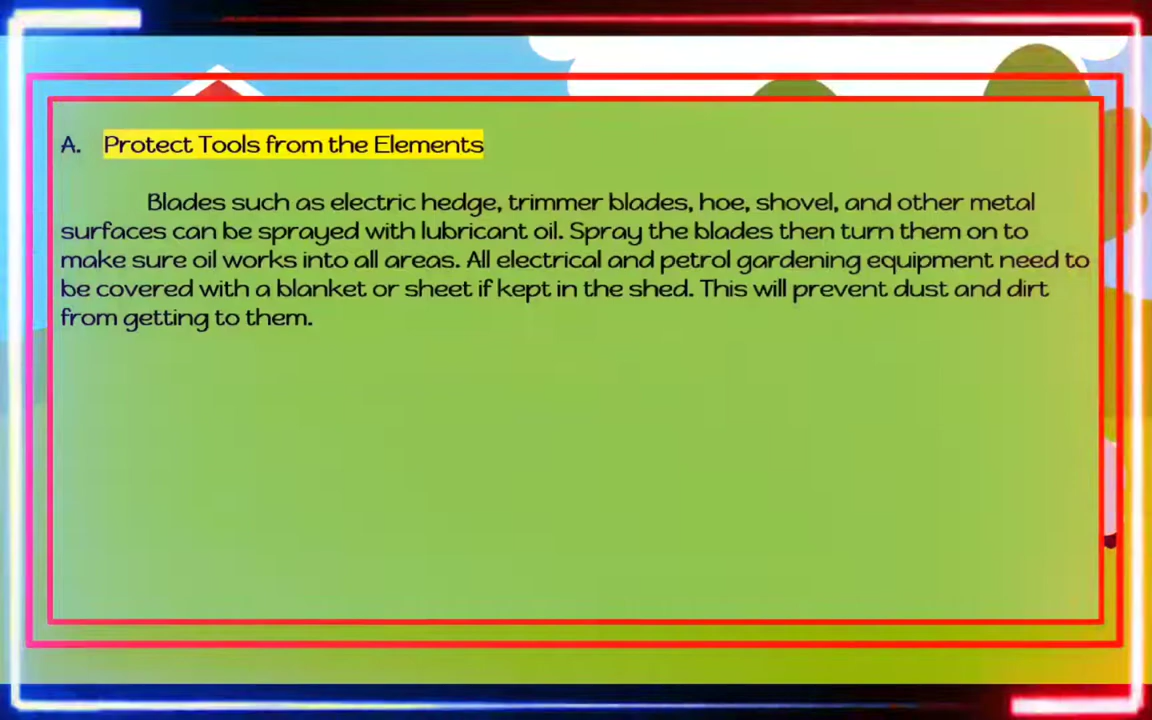 A. Protect Tools from the Elements
Blades such as electric hedge, trimmer blades, hoe, shovel, and other metal
surfaces can be sprayed with lubricant oil. Spray the blades then turn them on to
make sure oil works into all areas. All electrical and petrol gardening equipment need to
be covered with a blanket or sheet if kept in the shed. This will prevent dust and dirt
from getting to them.